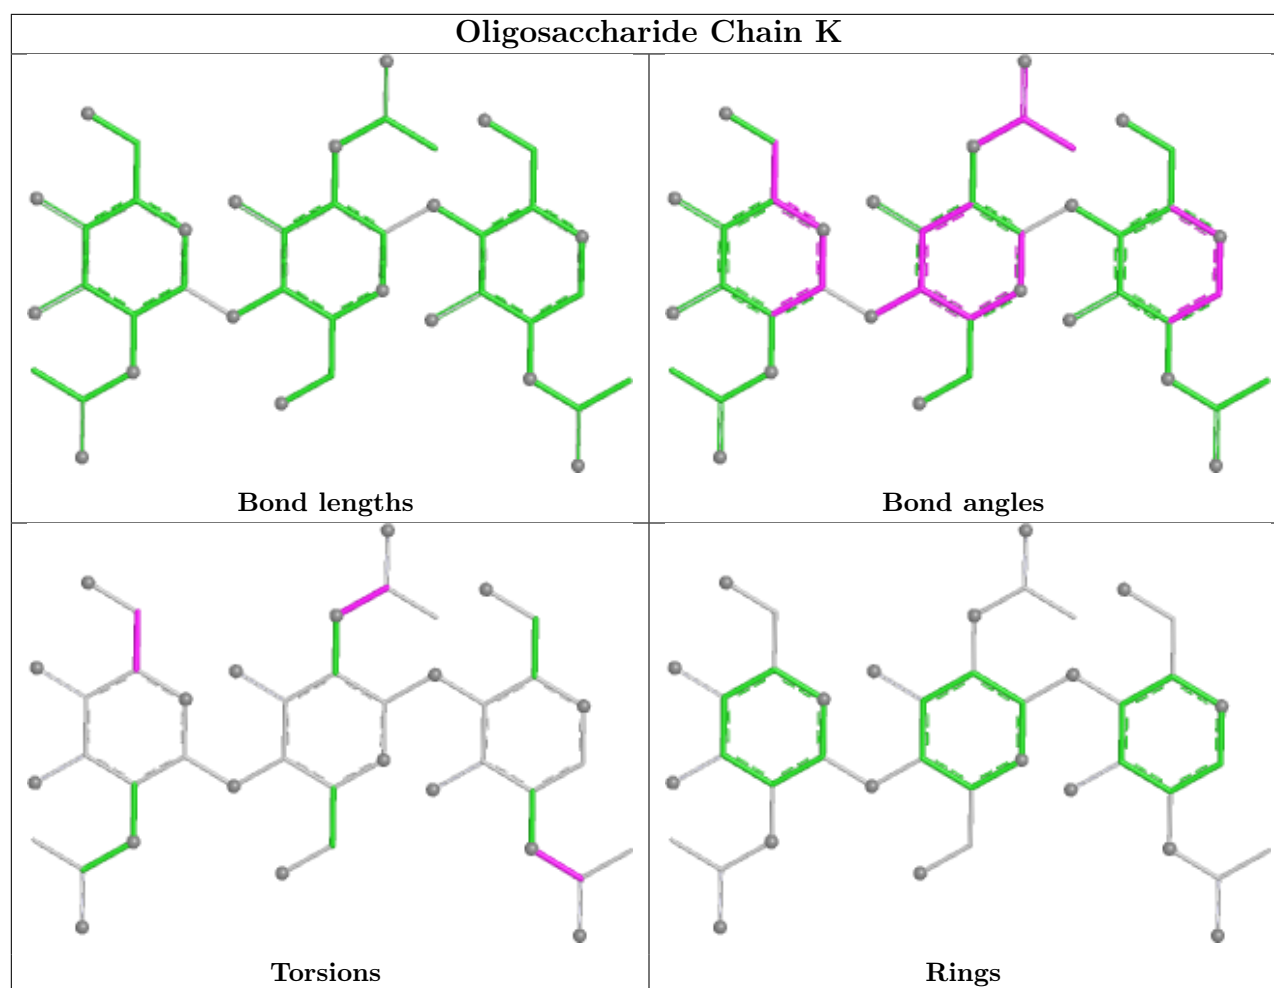 Oligosaccharide Chain K
Bond lengths
Bond angles
Torsions
Rings